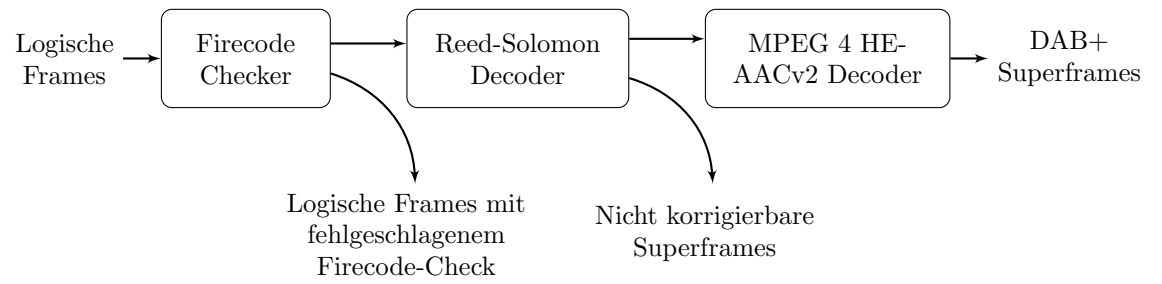 Logische
Frames
Firecode
Checker
Reed-Solomon
Decoder
MPEG 4 HE-
AACv2 Decoder
DAB+
Superframes
Logische Frames mit
fehlgeschlagenem
Firecode-Check
Nicht korrigierbare
Superframes